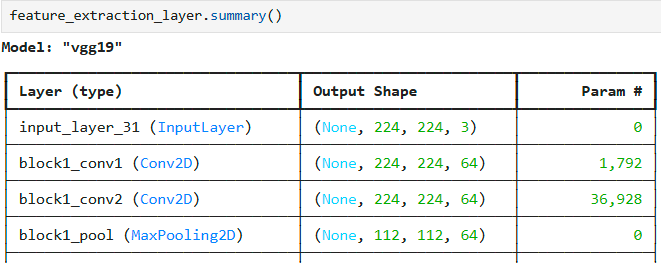 feature_extraction_layer.summary()
Model: "vgg19"
Layer (type) Output Shape Param #
input_layer_31 (InputLayer) (None, 224, 224, 3) 0
block1_conv1 (Conv2D) (None, 224, 224, 64) 1,792
block1_conv2 (Conv2D) (None, 224, 224, 64) 36,928
block1_pool (MaxPooling2D) (None, 112, 112, 64) 0